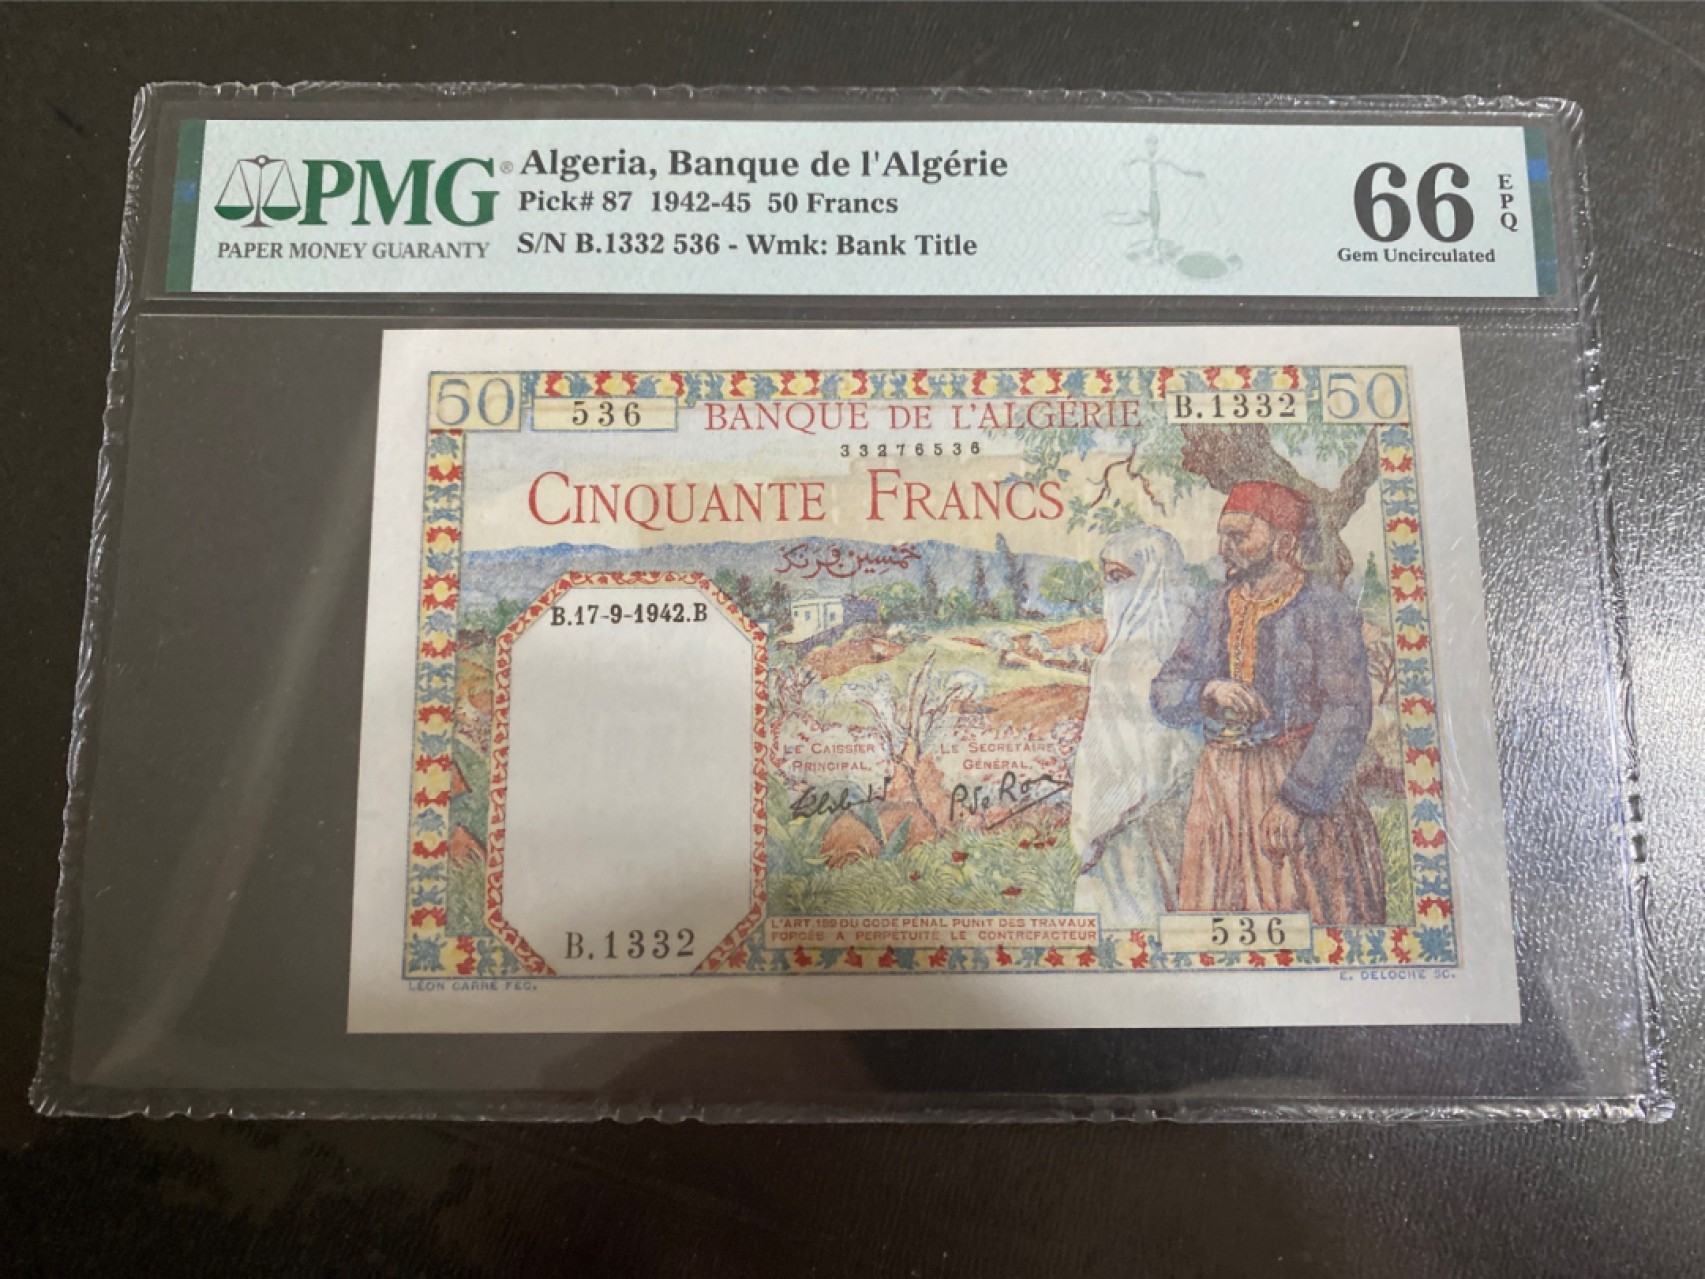 PMG®
PAPER MONEY GUARANTY
Algeria, Banque de l'Algérie
Pick# 87 1942-45 50 Francs
S/N B.1332 536 - Wmk: Bank Title
66 EPQ
Gem Uncirculated
50 536 BANQUE DE L'ALGÉRIE B.1332 50
33276536
CINQUANTE FRANCS
خمسين فرنك
B.17-9-1942.B
LE CAISSIER PRINCIPAL.
LE SECRÉTAIRE GÉNÉRAL.
L'ART. 139 DU CODE PÉNAL PUNIT DES TRAVAUX
FORCÉS A PERPÉTUITÉ LE CONTREFACTEUR
B.1332
536
LÉON CARRÉ FEC.
E. DELOCHE SC.